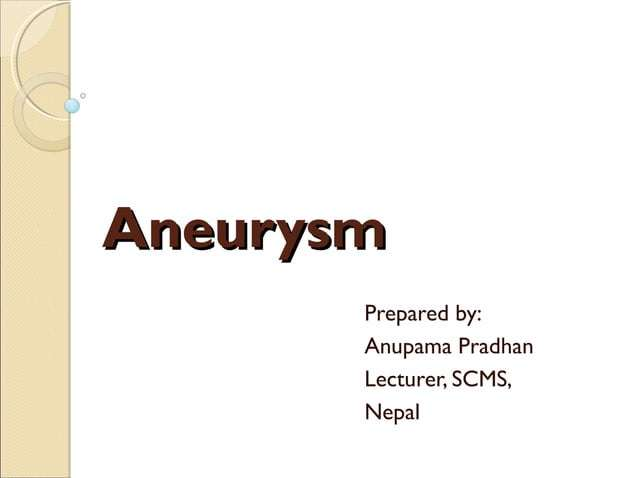 Aneurysm
Prepared by:
Anupama Pradhan
Lecturer, SCMS,
Nepal